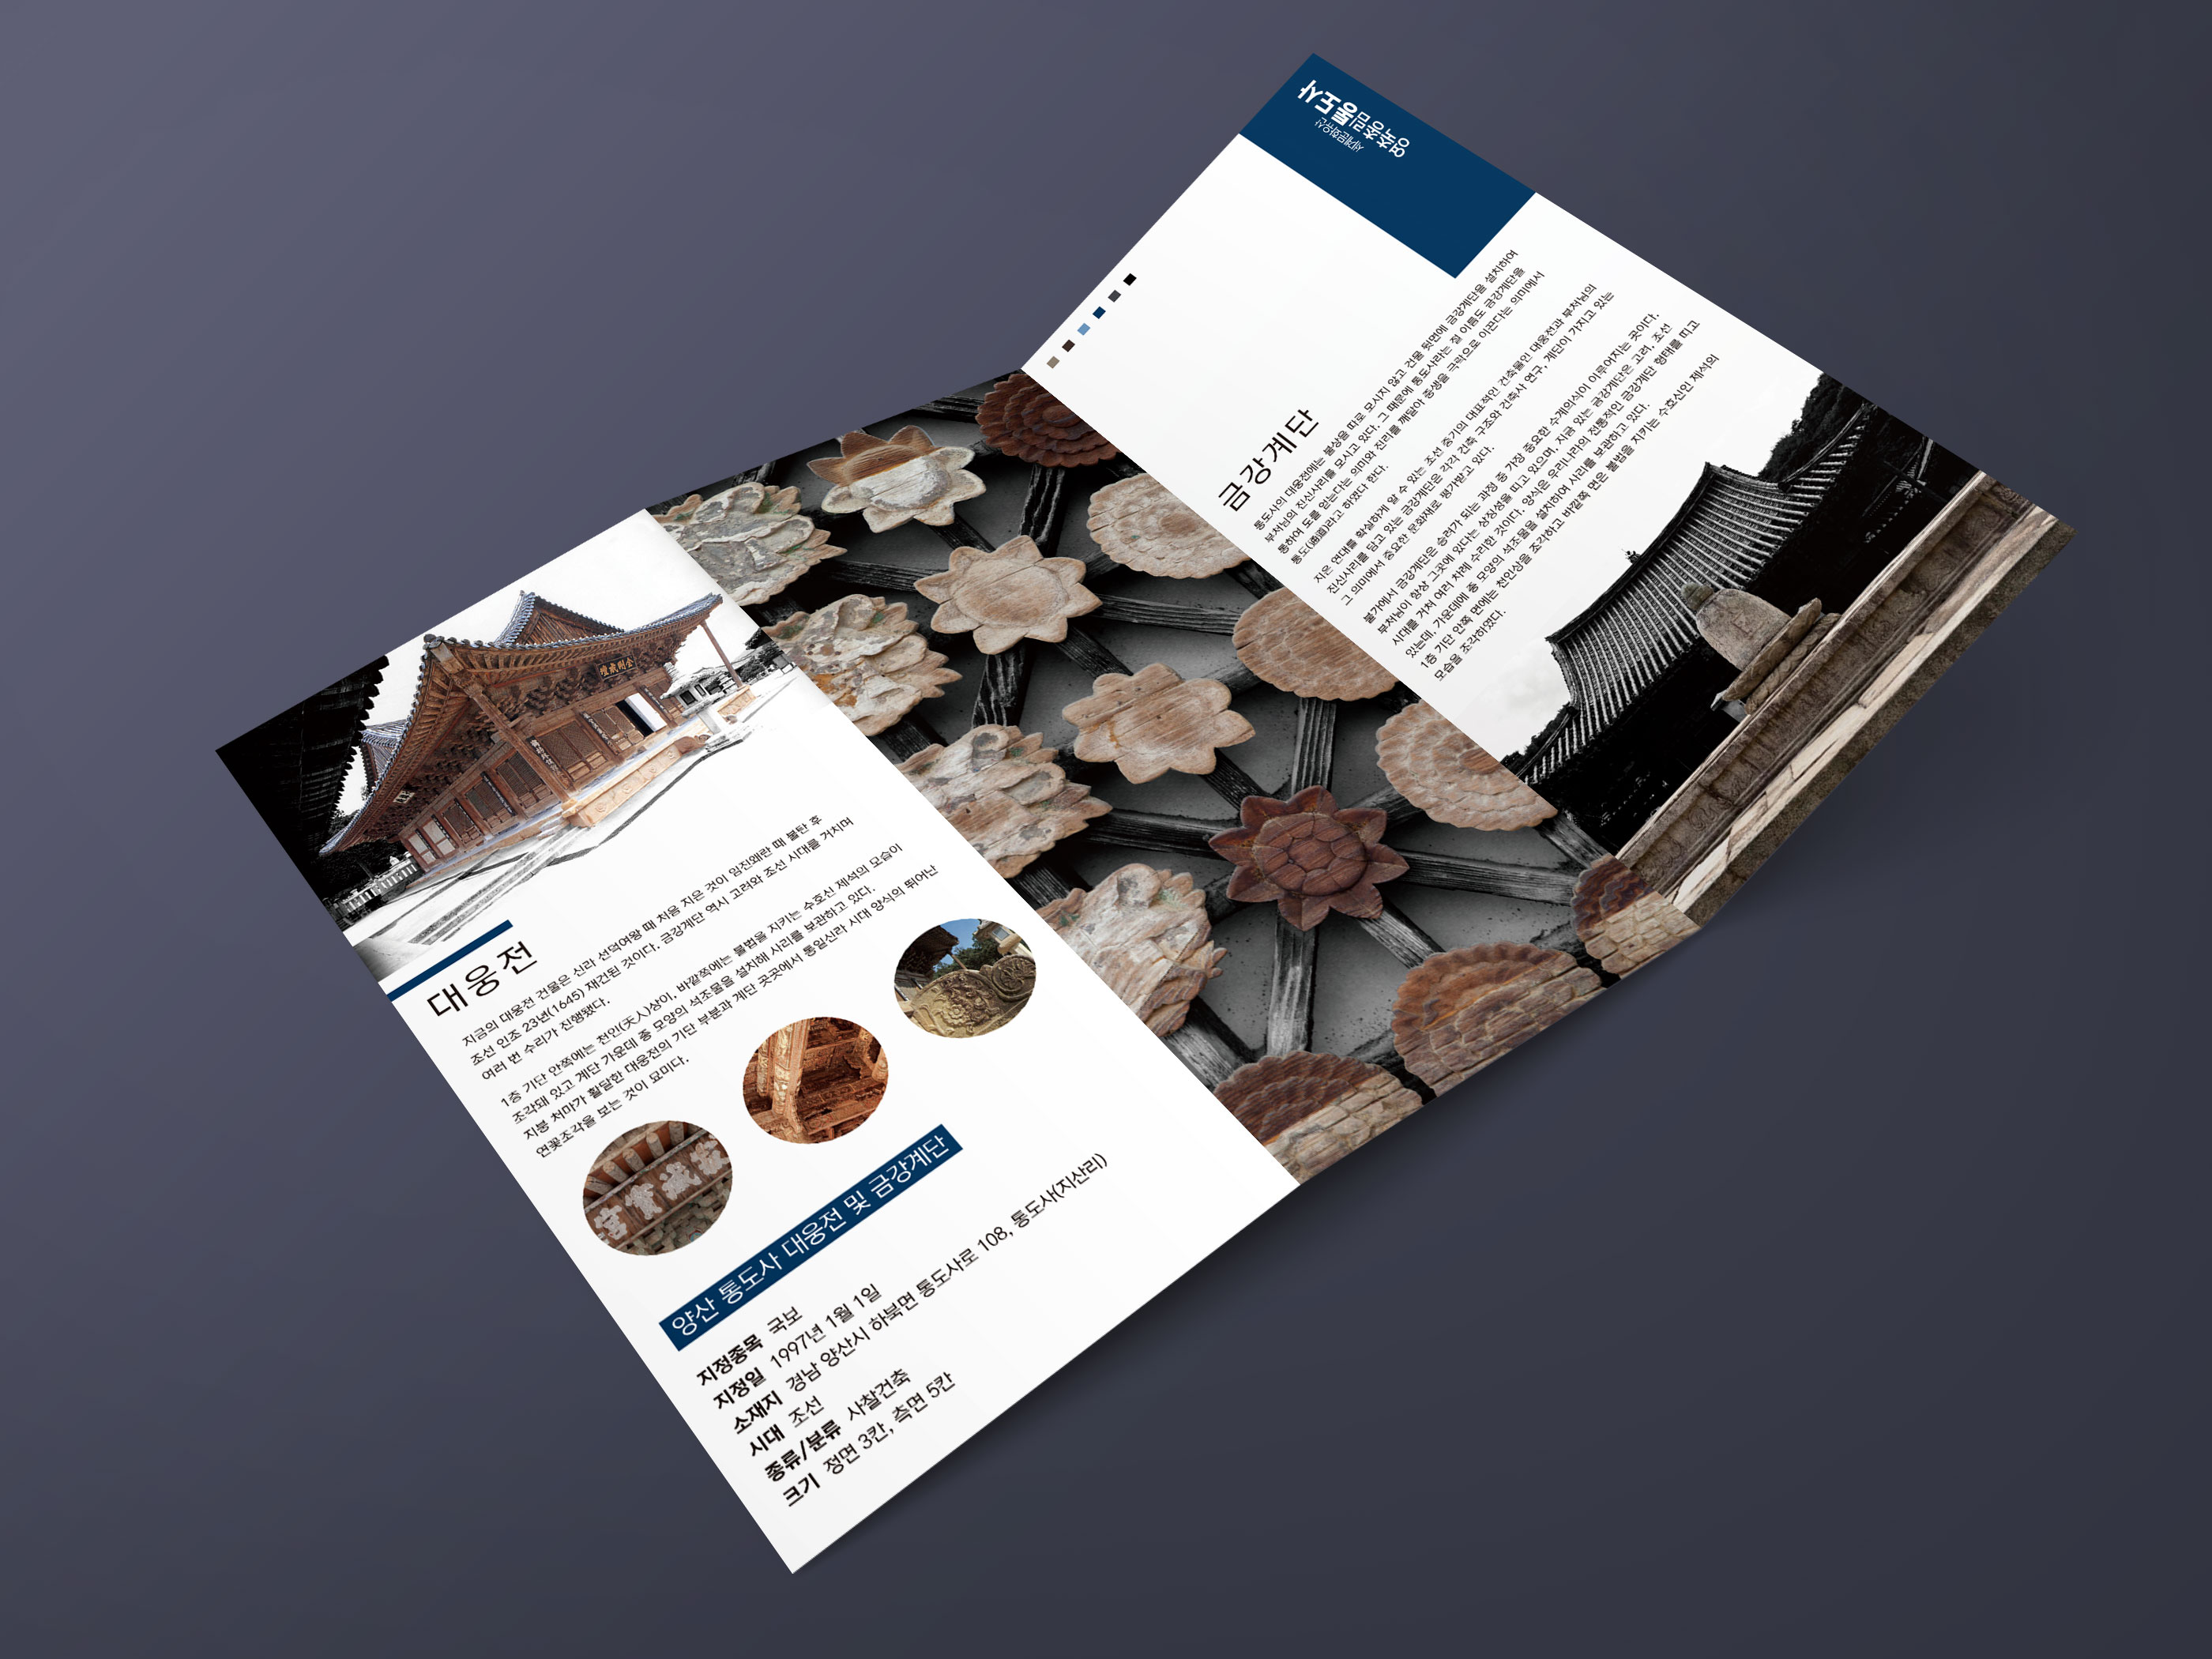 대웅전
지금의 대웅전 건물은 신라 선덕여왕 때 처음 지은 것이 임진왜란 때 불탄 후
조선 인조 23년(1645) 재건된 것이다. 금강계단 역시 고려와 조선 시대를 거치며
여러 번 수리가 진행됐다.
1층 기단 안쪽에는 천인(天人)상이, 바깥쪽에는 불법을 지키는 수호신 제석의 모습이
조각돼 있고 계단 가운데 종 모양의 석조물을 설치해 사리를 보관하고 있다.
지붕 처마가 활달한 대웅전의 기단 부분과 계단 곳곳에서 통일신라 시대 양식의 뛰어난
연꽃조각을 보는 것이 묘미다.
양산 통도사 대웅전 및 금강계단
지정종목 국보
지정일 1997년 1월 1일
소재지 경남 양산시 하북면 통도사로 108, 통도사(지산리)
시대 조선
종류/분류 사찰건축
크기 정면 3칸, 측면 5칸
세계문화유산
영축총림통도사
금강계단
통도사의 대웅전에는 불상을 따로 모시지 않고 건물 뒷면에 금강계단을 설치하여
부처님의 진신사리를 모시고 있다. 그 때문에 통도사라는 절 이름도 금강계단을
통하여 도를 얻는다는 의미와 진리를 깨달아 중생을 극락으로 이끈다는 의미에서
통도(通道)라고 하였다 한다.
지은 연대를 확실하게 알 수 있는 조선 중기의 대표적인 건축물인 대웅전과 부처님의
진신사리를 담고 있는 금강계단은 각각 건축 구조와 건축사 연구, 계단이 가지고 있는
그 의미에서 중요한 문화재로 평가받고 있다.
불가에서 금강계단은 승려가 되는 과정 중 가장 중요한 수계의식이 이루어지는 곳이다.
부처님이 항상 그곳에 있다는 상징성을 띠고 있으며, 지금 있는 금강계단은 고려, 조선
시대를 거쳐 여러 차례 수리한 것이다. 양식은 우리나라의 전통적인 금강계단 형태를 띠고
있는데, 가운데에 종 모양의 석조물을 설치하여 사리를 보관하고 있다.
1층 기단 안쪽 면에는 천인상을 조각하고 바깥쪽 면은 불법을 지키는 수호신인 제석의
모습을 조각하였다.